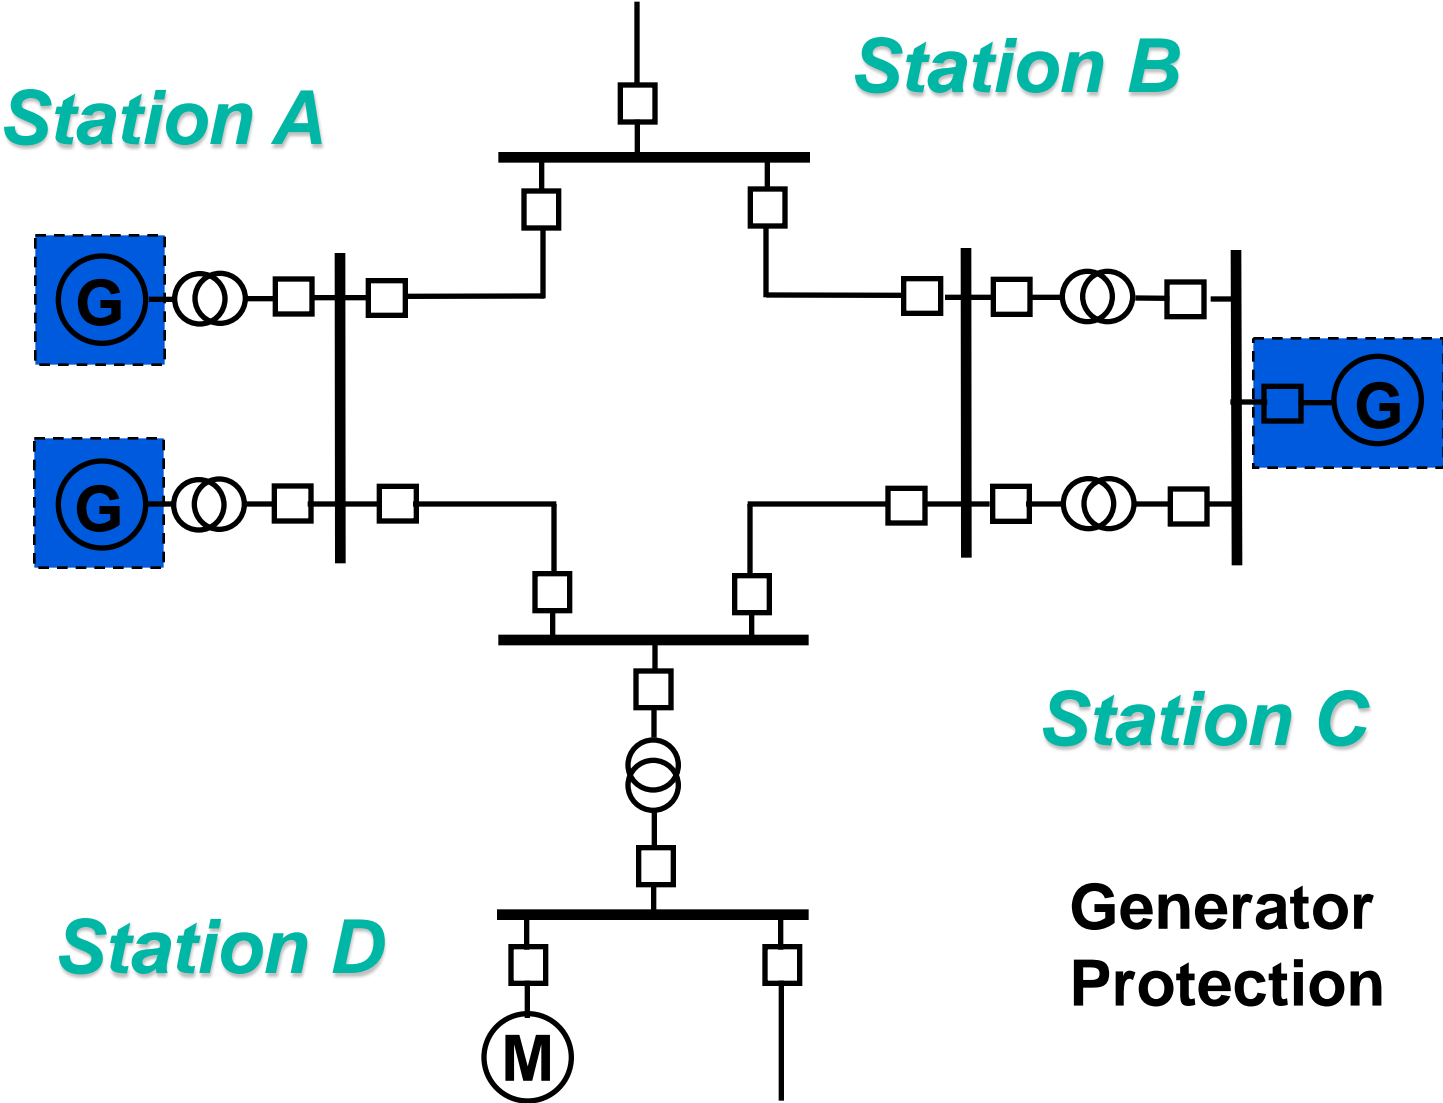 Station B
Station A
G
G
G
Station C
Generator
Protection
Station D
M